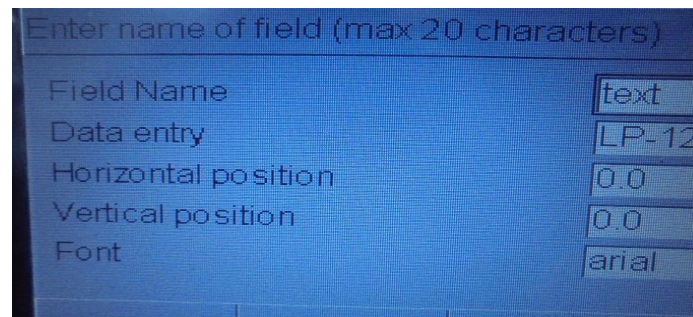 Enter name of field (max 20 characters)
Field Name text
Data entry LP-12
Horizontal position 0.0
Vertical position 0.0
Font arial